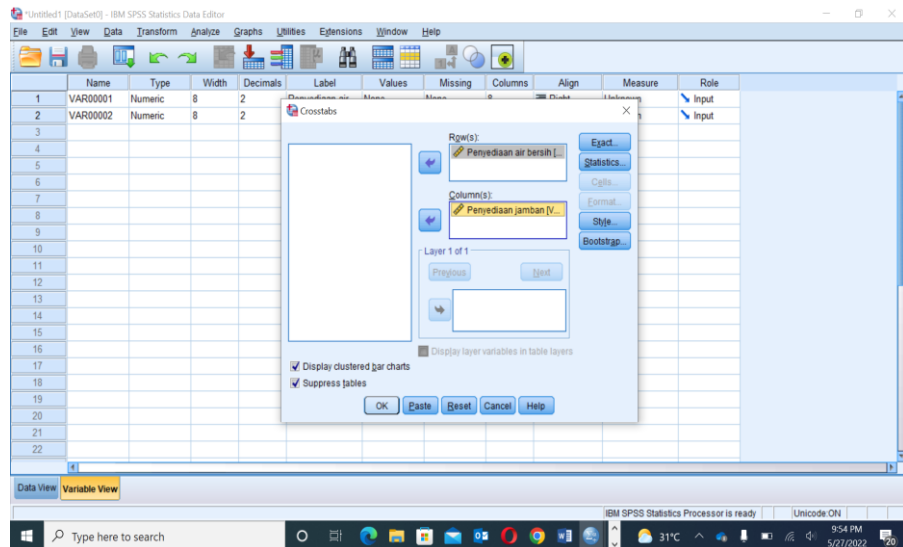 *Untitled1 [DataSet0] - IBM SPSS Statistics Data Editor
File Edit View Data Transform Analyze Graphs Utilities Extensions Window Help
Name Type Width Decimals Label Values Missing Columns Align Measure Role
1 VAR00001 Numeric 8 2 Penyediaan air None None 8 Right Unknown Input
2 VAR00002 Numeric 8 2 Input
Crosstabs
3
4
5
6
7
8
9
10
11
12
13
14
15
16
17
18
19
20
21
22
Row(s):
Penyediaan air bersih [...
Column(s):
Penyediaan jamban [V...
Layer 1 of 1
Previous Next
Display layer variables in table layers
Exact...
Statistics...
Cells...
Format...
Style...
Bootstrap...
Display clustered bar charts
Suppress tables
OK Paste Reset Cancel Help
Data View Variable View
IBM SPSS Statistics Processor is ready Unicode:ON
Type here to search
31°C
9:54 PM
5/27/2022
20